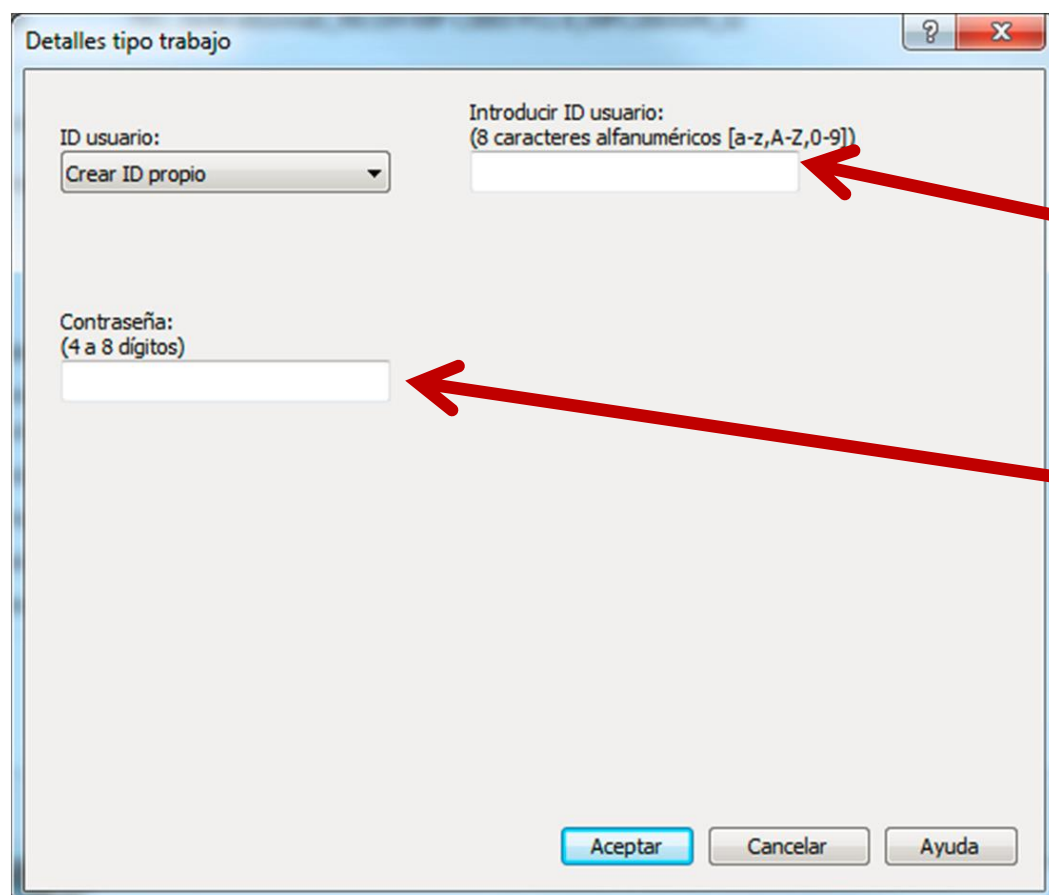 Detalles tipo trabajo
ID usuario:
Crear ID propio
Introducir ID usuario:
(8 caracteres alfanuméricos [a-z,A-Z,0-9])
Contraseña:
(4 a 8 dígitos)
Aceptar
Cancelar
Ayuda